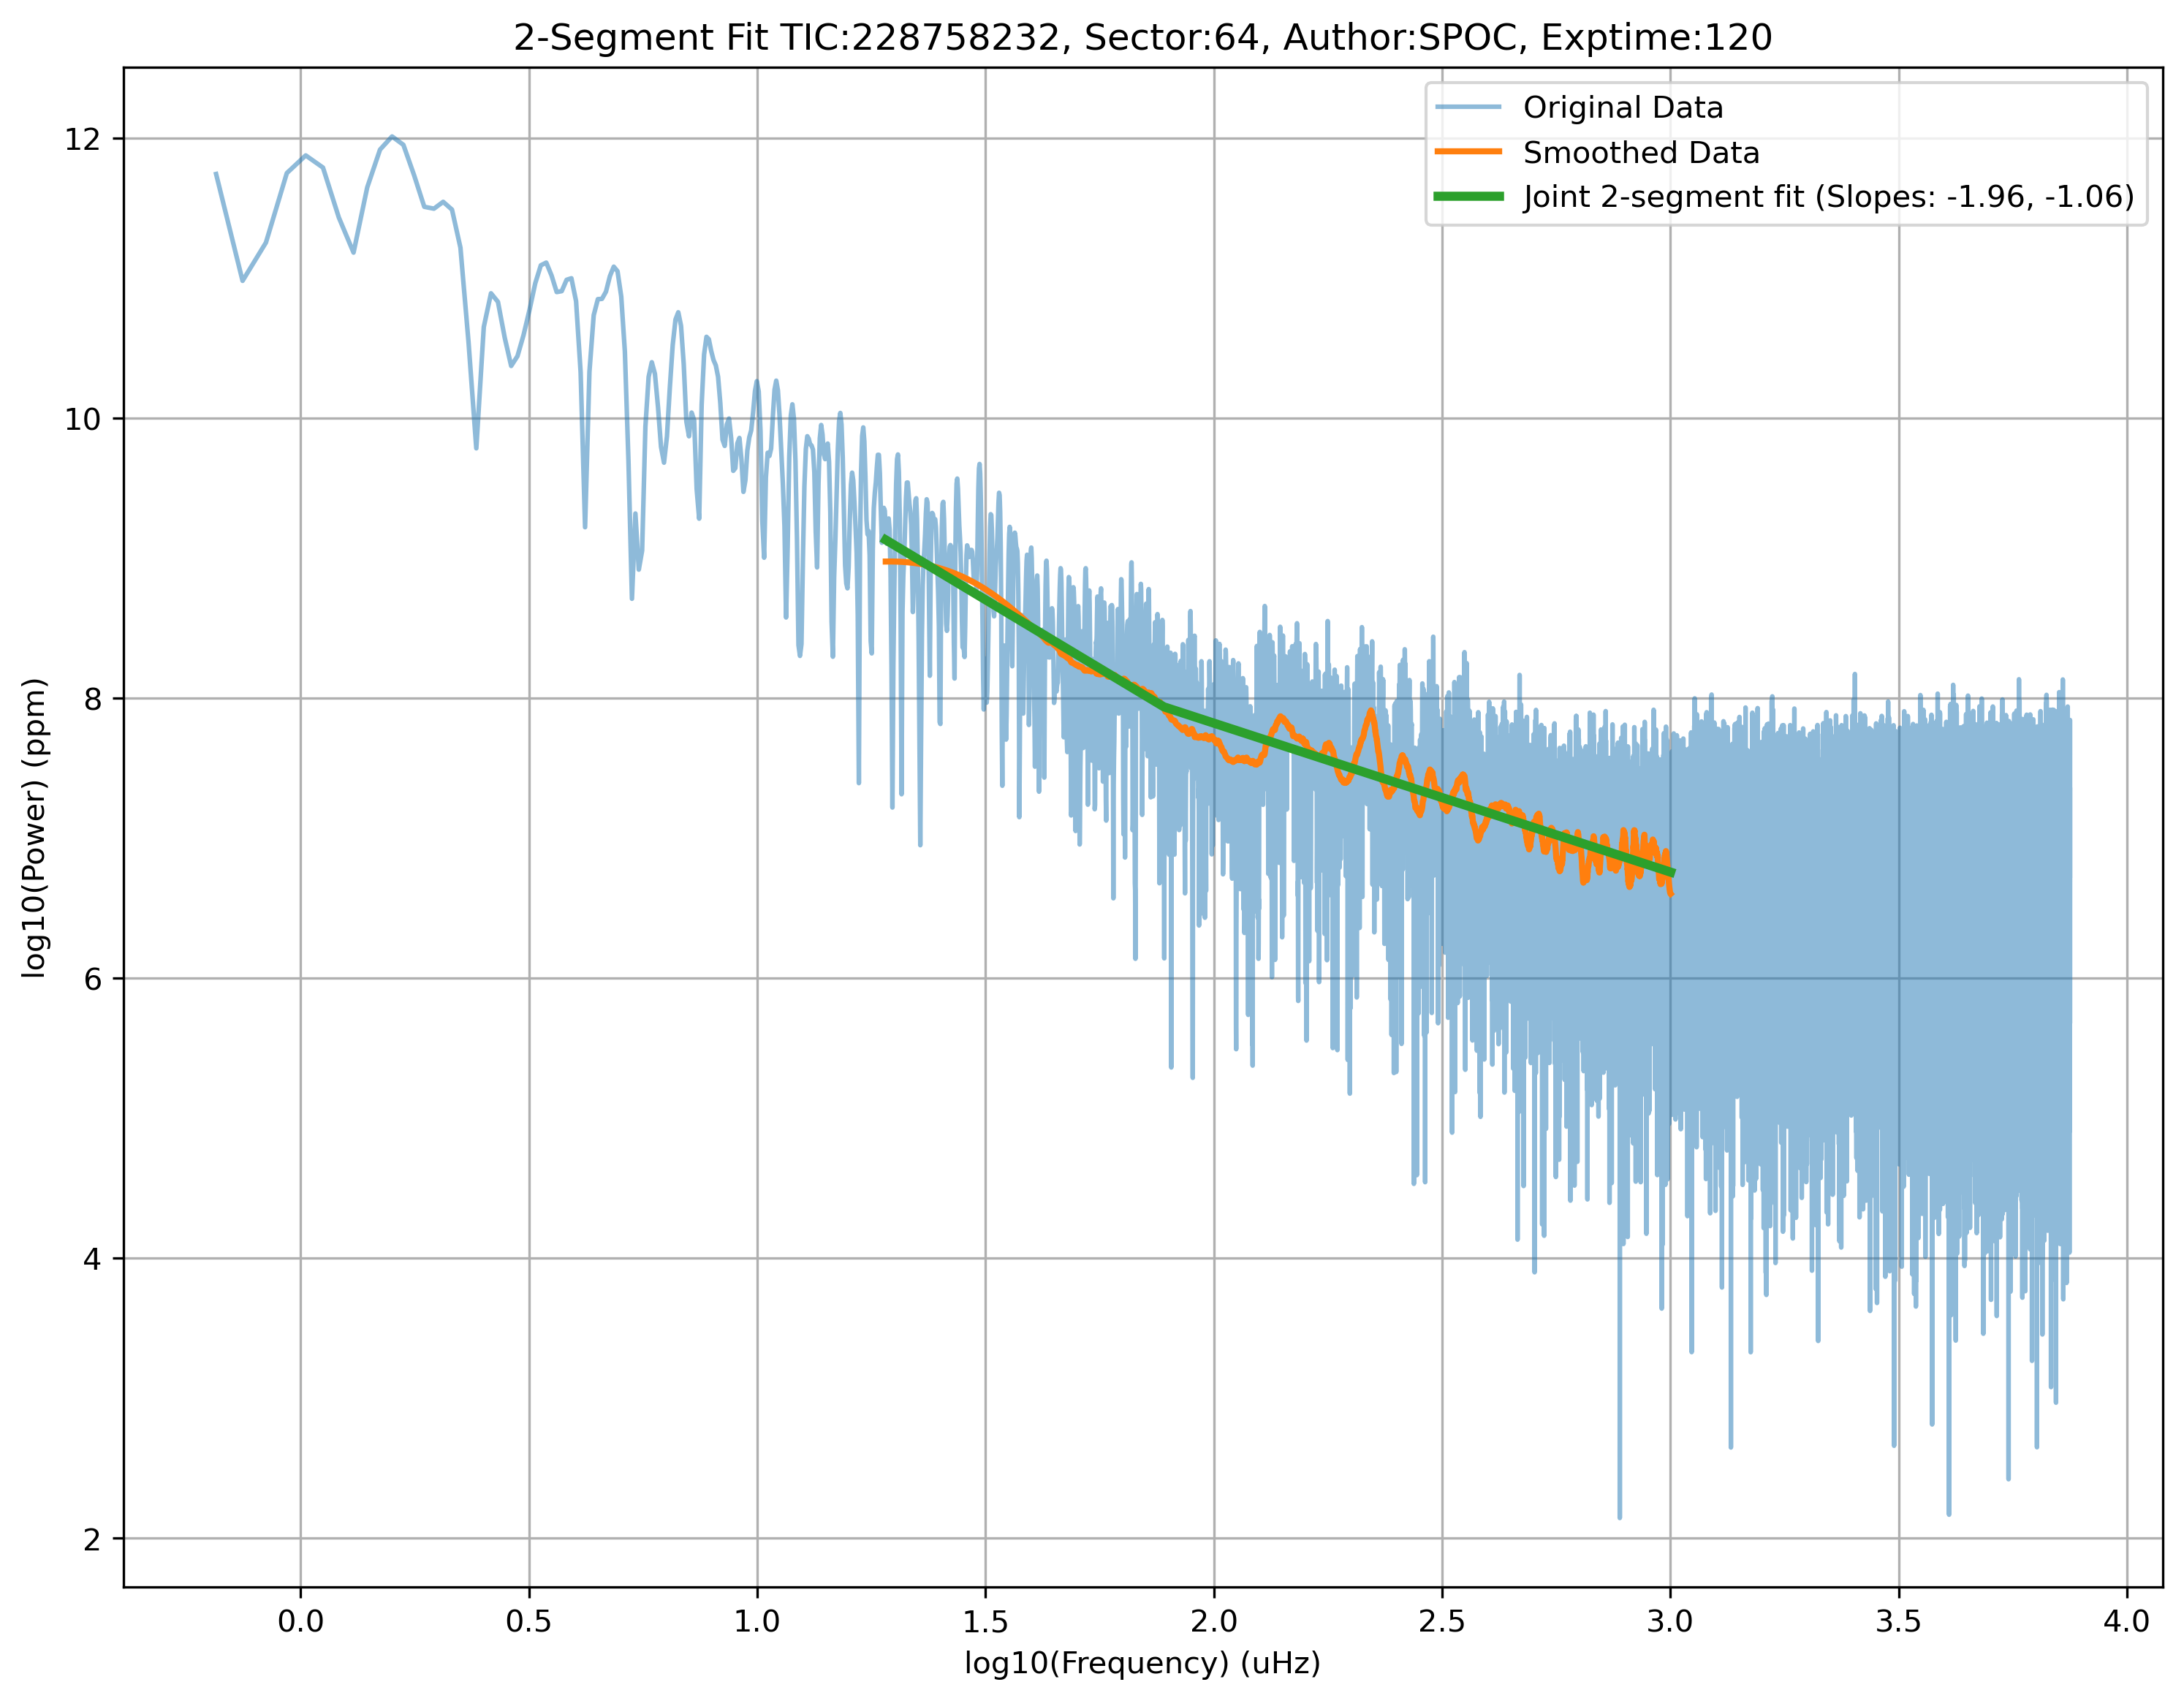 2-Segment Fit TIC:228758232, Sector:64, Author:SPOC, Exptime:120
Original Data
Smoothed Data
Joint 2-segment fit (Slopes: -1.96, -1.06)
log10(Power) (ppm)
12
10
8
6
4
2
0.0 0.5 1.0 1.5 2.0 2.5 3.0 3.5 4.0
log10(Frequency) (uHz)